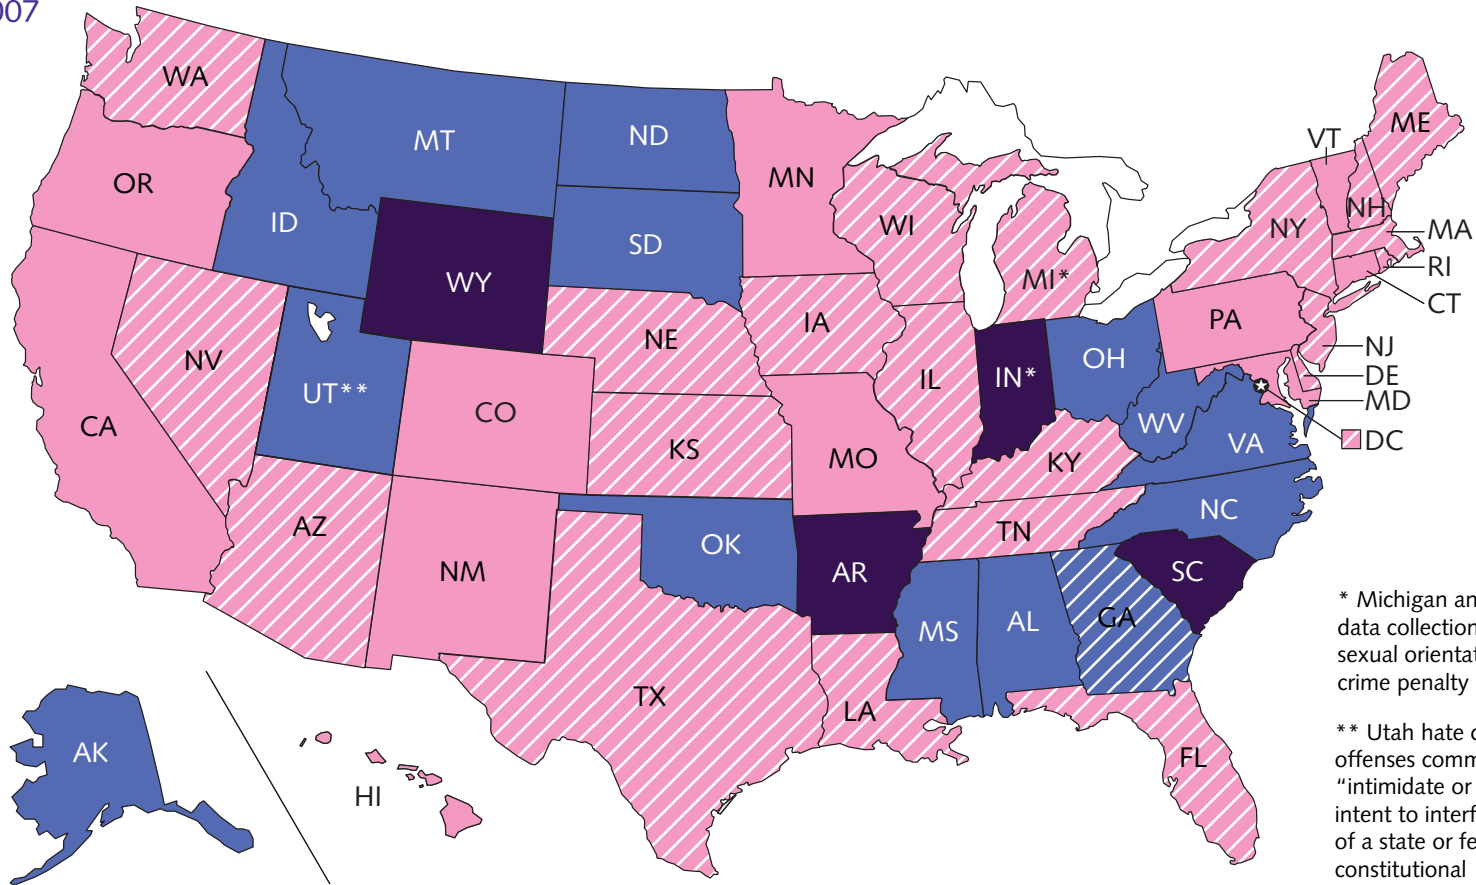 007
WA
MT
ND
MN
ME
VT
OR
ID
SD
WI
NH
NY
MA
WY
MI*
RI
CT
NV
NE
IA
PA
NJ
UT**
CO
IL
IN*
OH
DE
MD
CA
KS
MO
KY
WV
VA
DC
AZ
NM
OK
AR
TN
NC
SC
MS
AL
GA
TX
LA
FL
AK
HI
* Michigan an
data collection
sexual orientat
crime penalty
** Utah hate c
offenses comm
“intimidate or
intent to interf
of a state or fe
constitutional